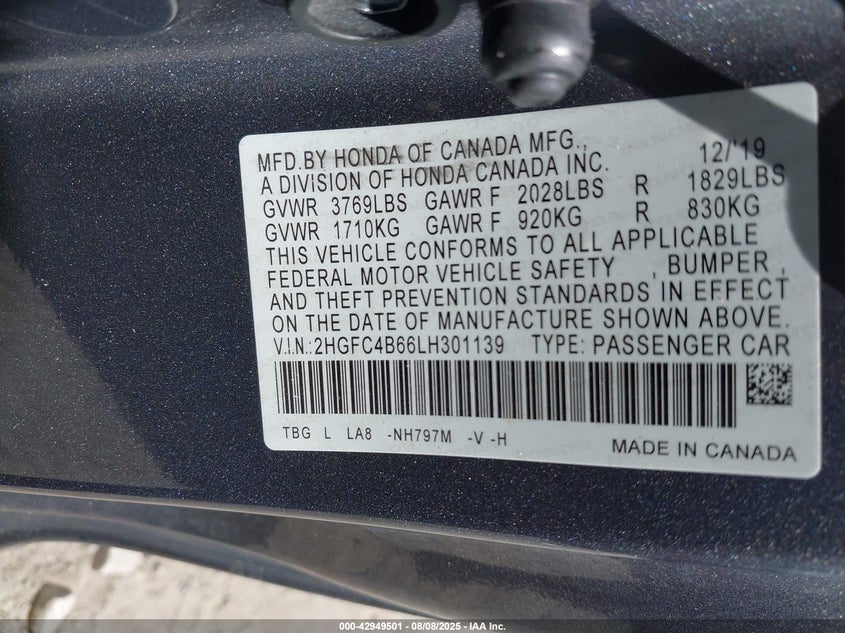 MFD.BY HONDA OF CANADA MFG., 12/'19
A DIVISION OF HONDA CANADA INC.
GVWR 3769LBS GAWR F 2028LBS R 1829LBS
GVWR 1710KG GAWR F 920KG R 830KG
THIS VEHICLE CONFORMS TO ALL APPLICABLE
FEDERAL MOTOR VEHICLE SAFETY , BUMPER ,
AND THEFT PREVENTION STANDARDS IN EFFECT
ON THE DATE OF MANUFACTURE SHOWN ABOVE.
V.I.N.:2HGFC4B66LH301139 TYPE: PASSENGER CAR
TBG L LA8 -NH797M -V -H
MADE IN CANADA
000-42949501 - 08/08/2025 - IAA Inc.